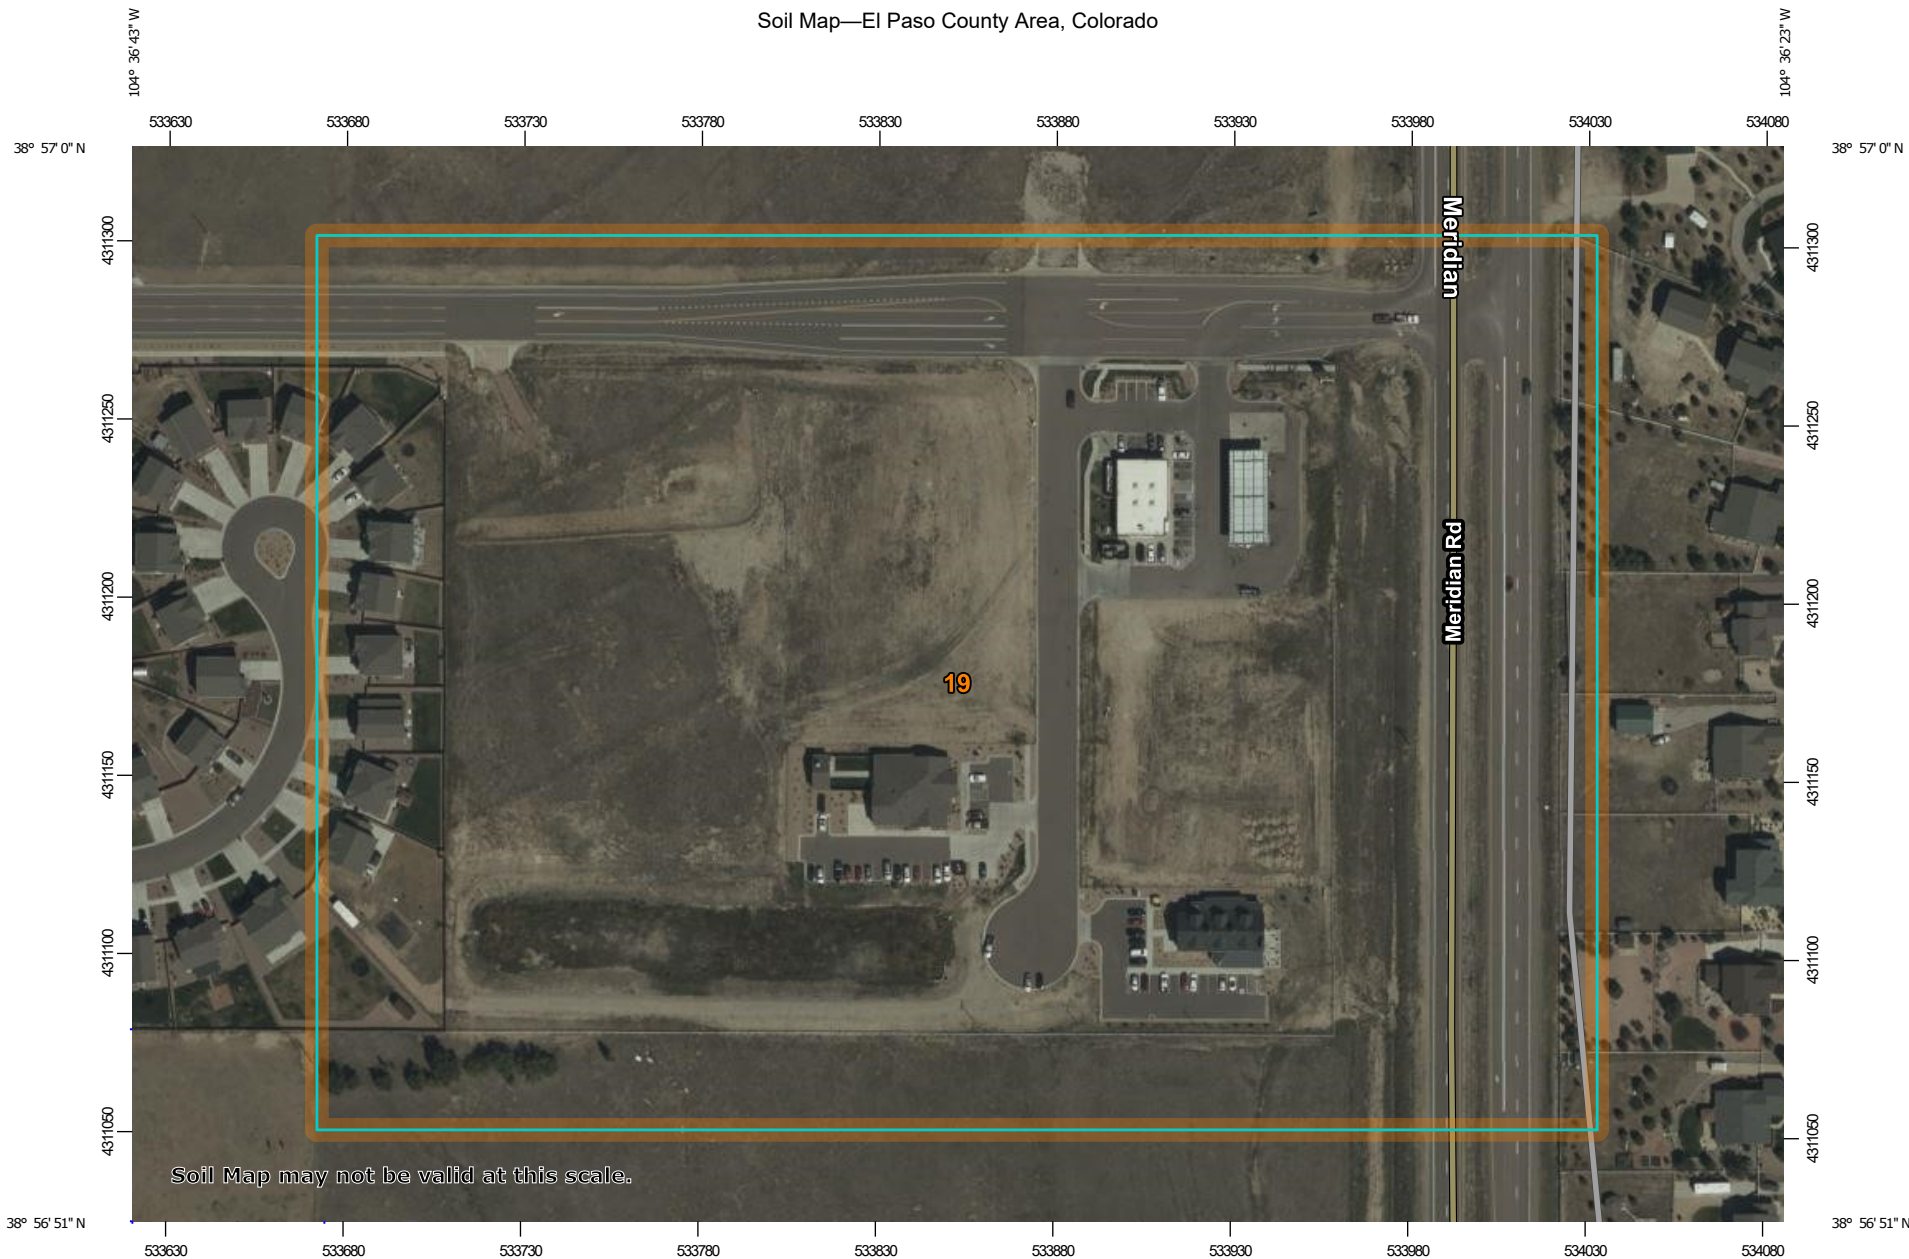 Soil Map—El Paso County Area, Colorado
104° 36' 43" W
104° 36' 23" W
533630 533680 533730 533780 533830 533880 533930 533980 534030 534080
38° 57' 0" N
38° 57' 0" N
4311300
4311300
Meridian
4311250
4311250
4311200
4311200
Meridian Rd
19
4311150
4311150
4311100
4311100
4311050
4311050
Soil Map may not be valid at this scale.
38° 56' 51" N
38° 56' 51" N
533630 533680 533730 533780 533830 533880 533930 533980 534030 534080